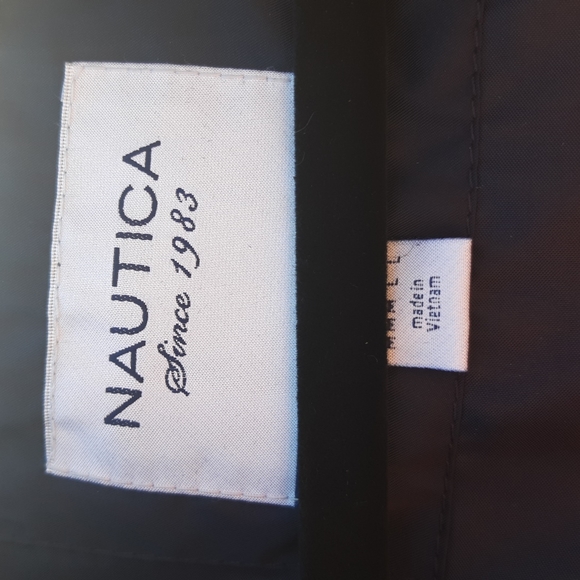 NAUTICA
Since 1983
made in
Vietnam